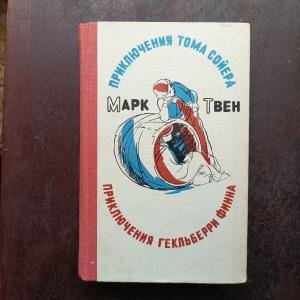 ПРИКЛЮЧЕНИЯ ТОМА СОЙЕРА
МАРК ТВЕН
ПРИКЛЮЧЕНИЯ ГЕКЛЬБЕРРИ ФИННА